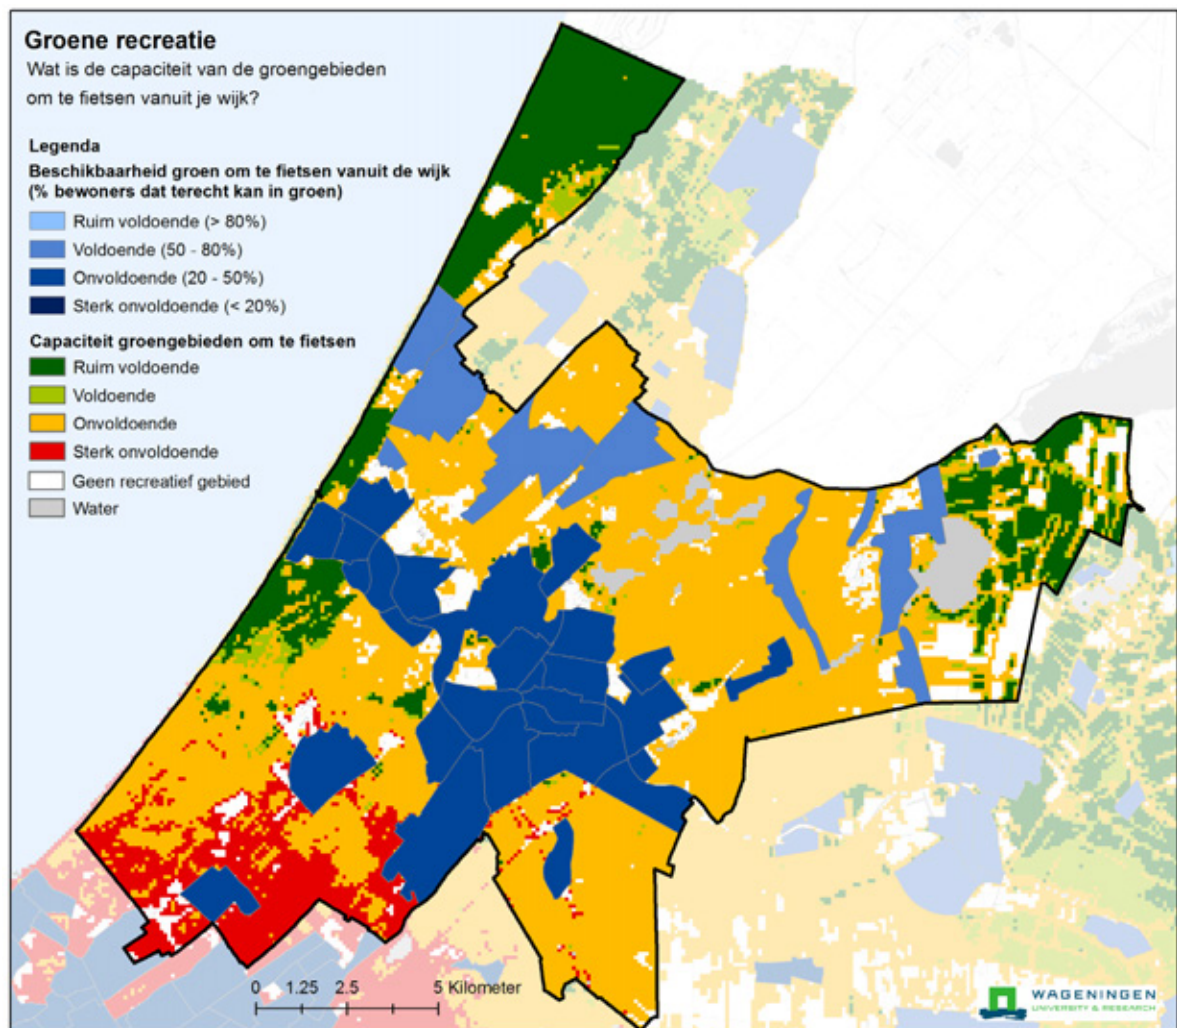 Groene recreatie
Wat is de capaciteit van de groengebieden
om te fietsen vanuit je wijk?
Legenda
Beschikbaarheid groen om te fietsen vanuit de wijk
(% bewoners dat terecht kan in groen)
Ruim voldoende (> 80%)
Voldoende (50 - 80%)
Onvoldoende (20 - 50%)
Sterk onvoldoende (< 20%)
Capaciteit groengebieden om te fietsen
Ruim voldoende
Voldoende
Onvoldoende
Sterk onvoldoende
Geen recreatief gebied
Water
0 1.25 2.5 5 Kilometer
WAGENINGEN
UNIVERSITY & RESEARCH